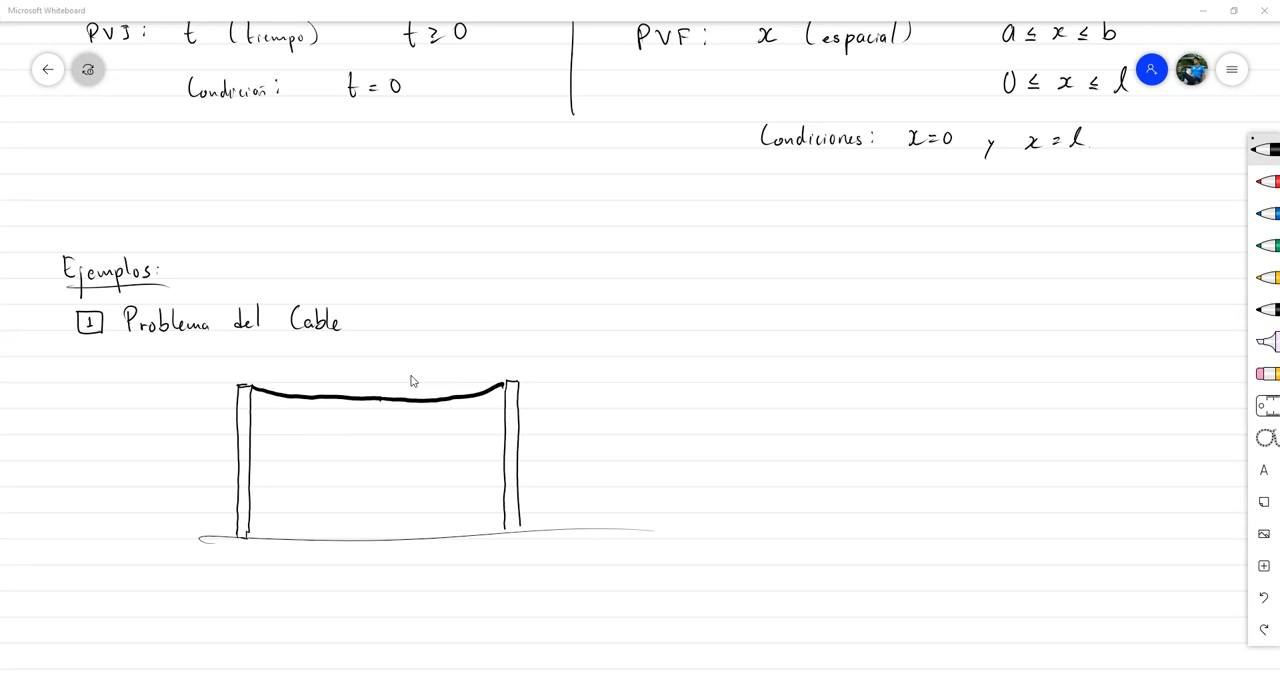 Microsoft Whiteboard
PVI: t (tiempo) t ≥ 0
Condición: t = 0
PVF: x (espacial) a ≤ x ≤ b
0 ≤ x ≤ l
Condiciones: x=0 y x = l
Ejemplos:
1 Problema del Cable
A